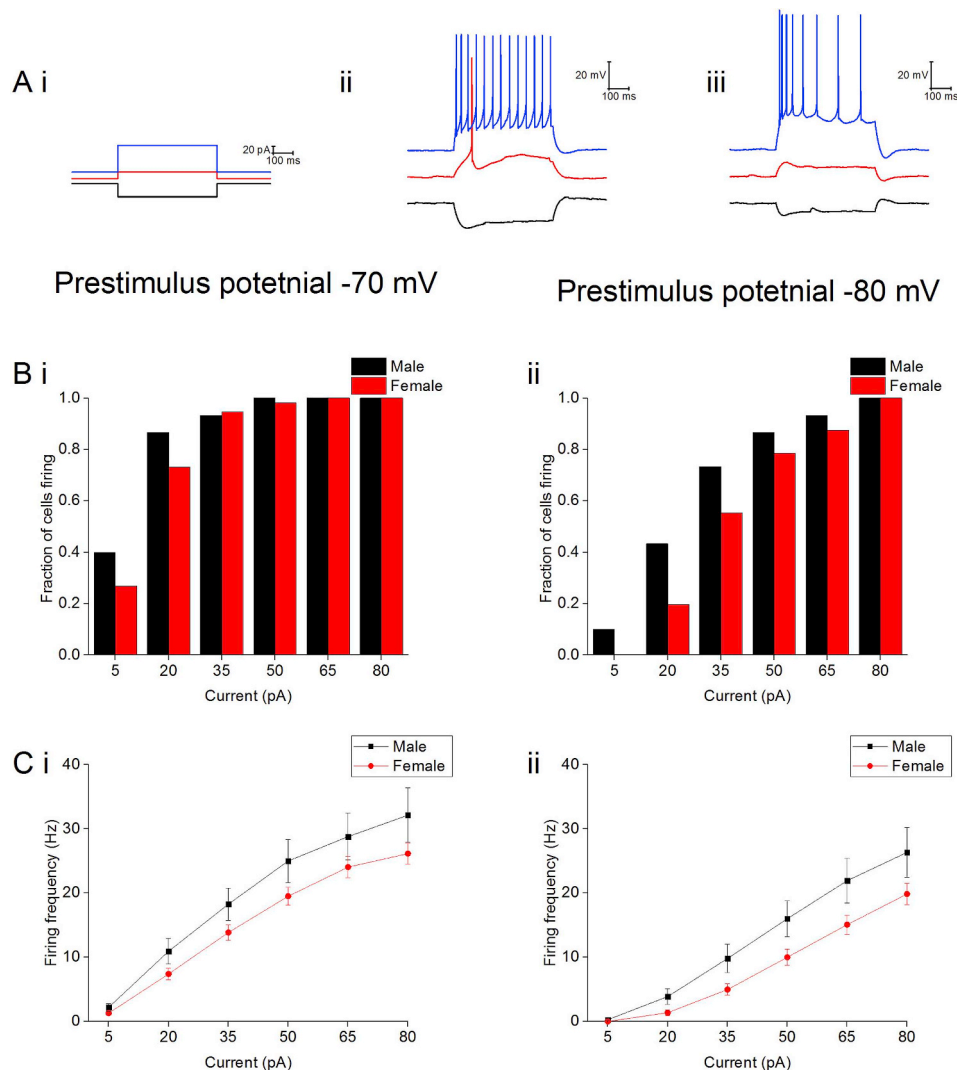 A i
ii
iii
20 pA
100 ms
20 mV
100 ms
20 mV
100 ms
Prestimulus potetnial -70 mV
Prestimulus potetnial -80 mV
B i
Male
Female
1.0
0.8
0.6
0.4
0.2
0.0
Fraction of cells firing
5 20 35 50 65 80
Current (pA)
ii
Male
Female
1.0
0.8
0.6
0.4
0.2
0.0
Fraction of cells firing
5 20 35 50 65 80
Current (pA)
C i
Male
Female
40
30
20
10
0
Firing frequency (Hz)
5 20 35 50 65 80
Current (pA)
ii
Male
Female
40
30
20
10
0
Firing frequency (Hz)
5 20 35 50 65 80
Current (pA)